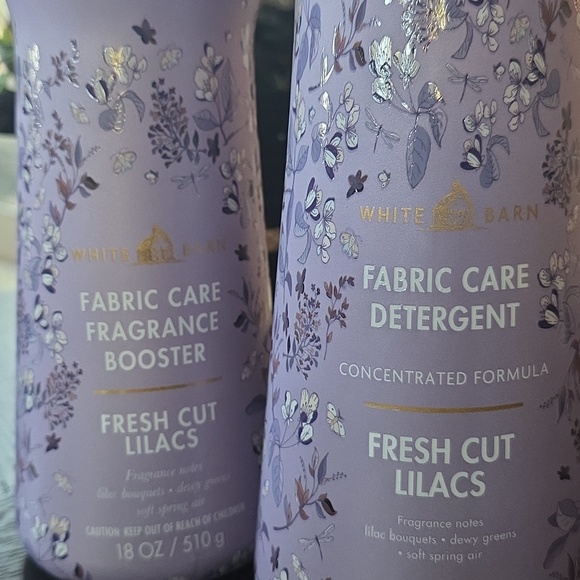 WHITE BARN
FABRIC CARE
FRAGRANCE
BOOSTER
FRESH CUT
LILACS
Fragrance notes
lilac bouquets • dewy greens
soft spring air
CAUTION KEEP OUT OF REACH OF CHILDREN
18 OZ / 510 g
WHITE BARN
FABRIC CARE
DETERGENT
CONCENTRATED FORMULA
FRESH CUT
LILACS
Fragrance notes
lilac bouquets • dewy greens
• soft spring air